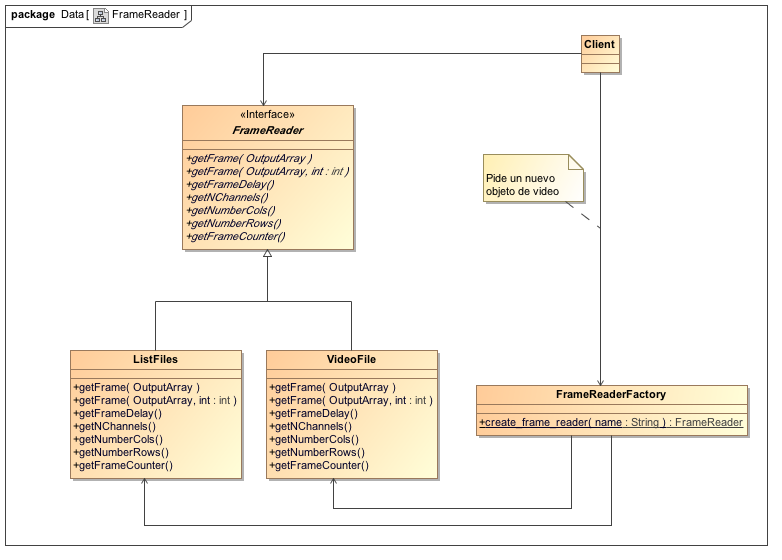 package Data [ FrameReader ]
Client
«Interface»
FrameReader
+getFrame( OutputArray )
+getFrame( OutputArray, int : int )
+getFrameDelay()
+getNChannels()
+getNumberCols()
+getNumberRows()
+getFrameCounter()
Pide un nuevo
objeto de video
ListFiles
+getFrame( OutputArray )
+getFrame( OutputArray, int : int )
+getFrameDelay()
+getNChannels()
+getNumberCols()
+getNumberRows()
+getFrameCounter()
VideoFile
+getFrame( OutputArray )
+getFrame( OutputArray, int : int )
+getFrameDelay()
+getNChannels()
+getNumberCols()
+getNumberRows()
+getFrameCounter()
FrameReaderFactory
+create_frame_reader( name : String ) : FrameReader